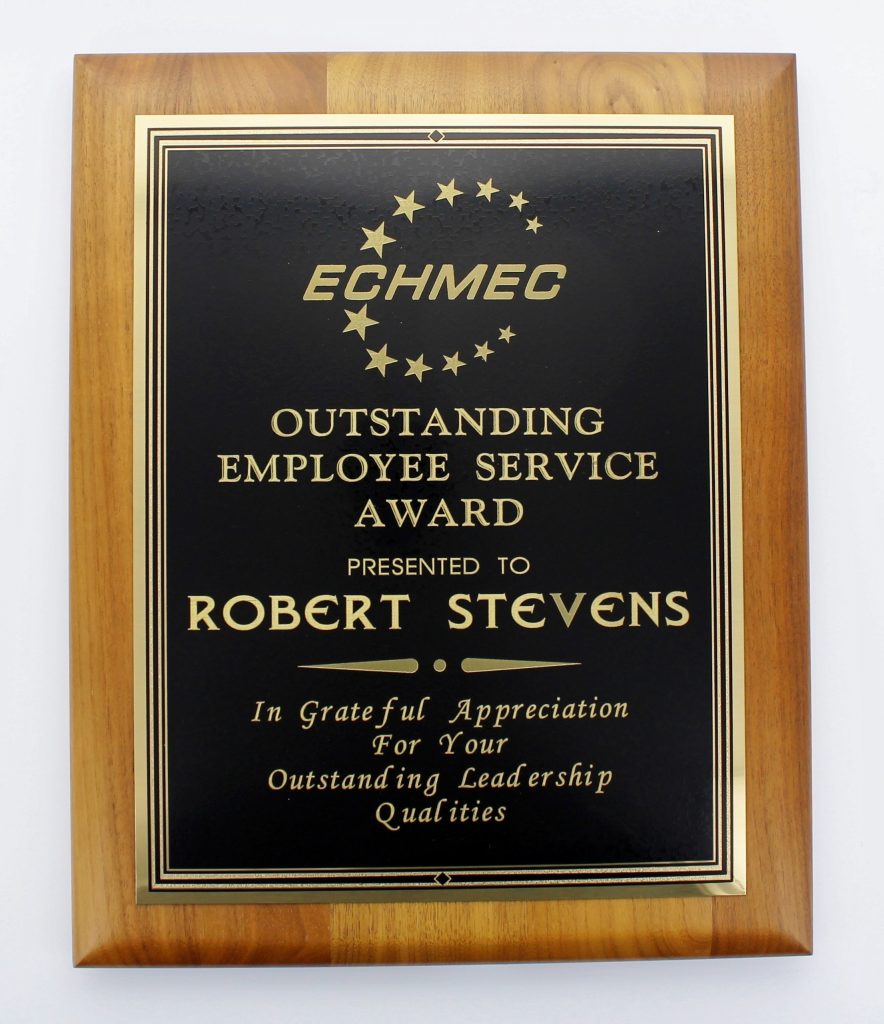 ECHMEC
OUTSTANDING
EMPLOYEE SERVICE
AWARD
PRESENTED TO
ROBERT STEVENS
In Grateful Appreciation
For Your
Outstanding Leadership
Qualities